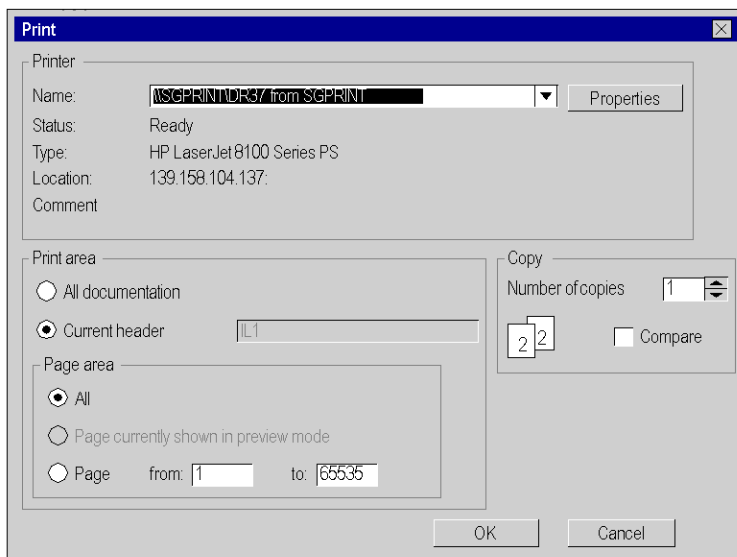 Print
Printer
Name: \\SGPRINT\DR37 from SGPRINT Properties
Status: Ready
Type: HP LaserJet 8100 Series PS
Location: 139.158.104.137:
Comment
Print area
All documentation
Current header IL1
Page area
All
Page currently shown in preview mode
Page from: 1 to: 65535
Copy
Number of copies 1
2 2 Compare
OK Cancel